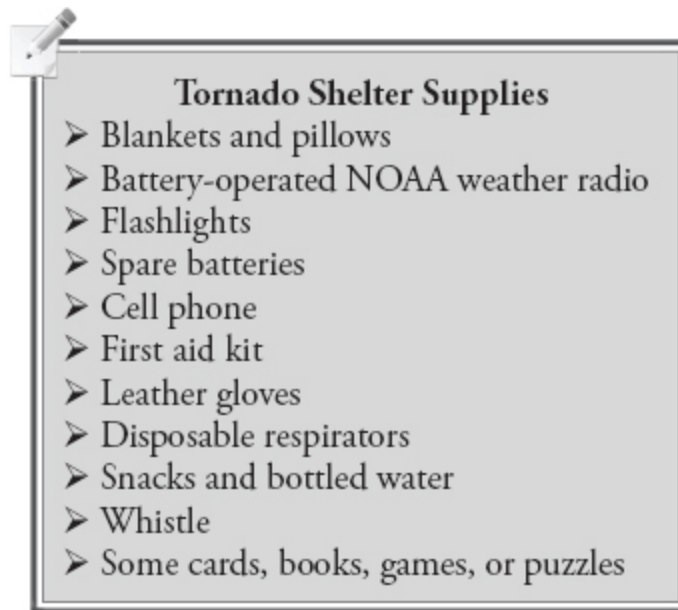 Tornado Shelter Supplies
➢ Blankets and pillows
➢ Battery-operated NOAA weather radio
➢ Flashlights
➢ Spare batteries
➢ Cell phone
➢ First aid kit
➢ Leather gloves
➢ Disposable respirators
➢ Snacks and bottled water
➢ Whistle
➢ Some cards, books, games, or puzzles